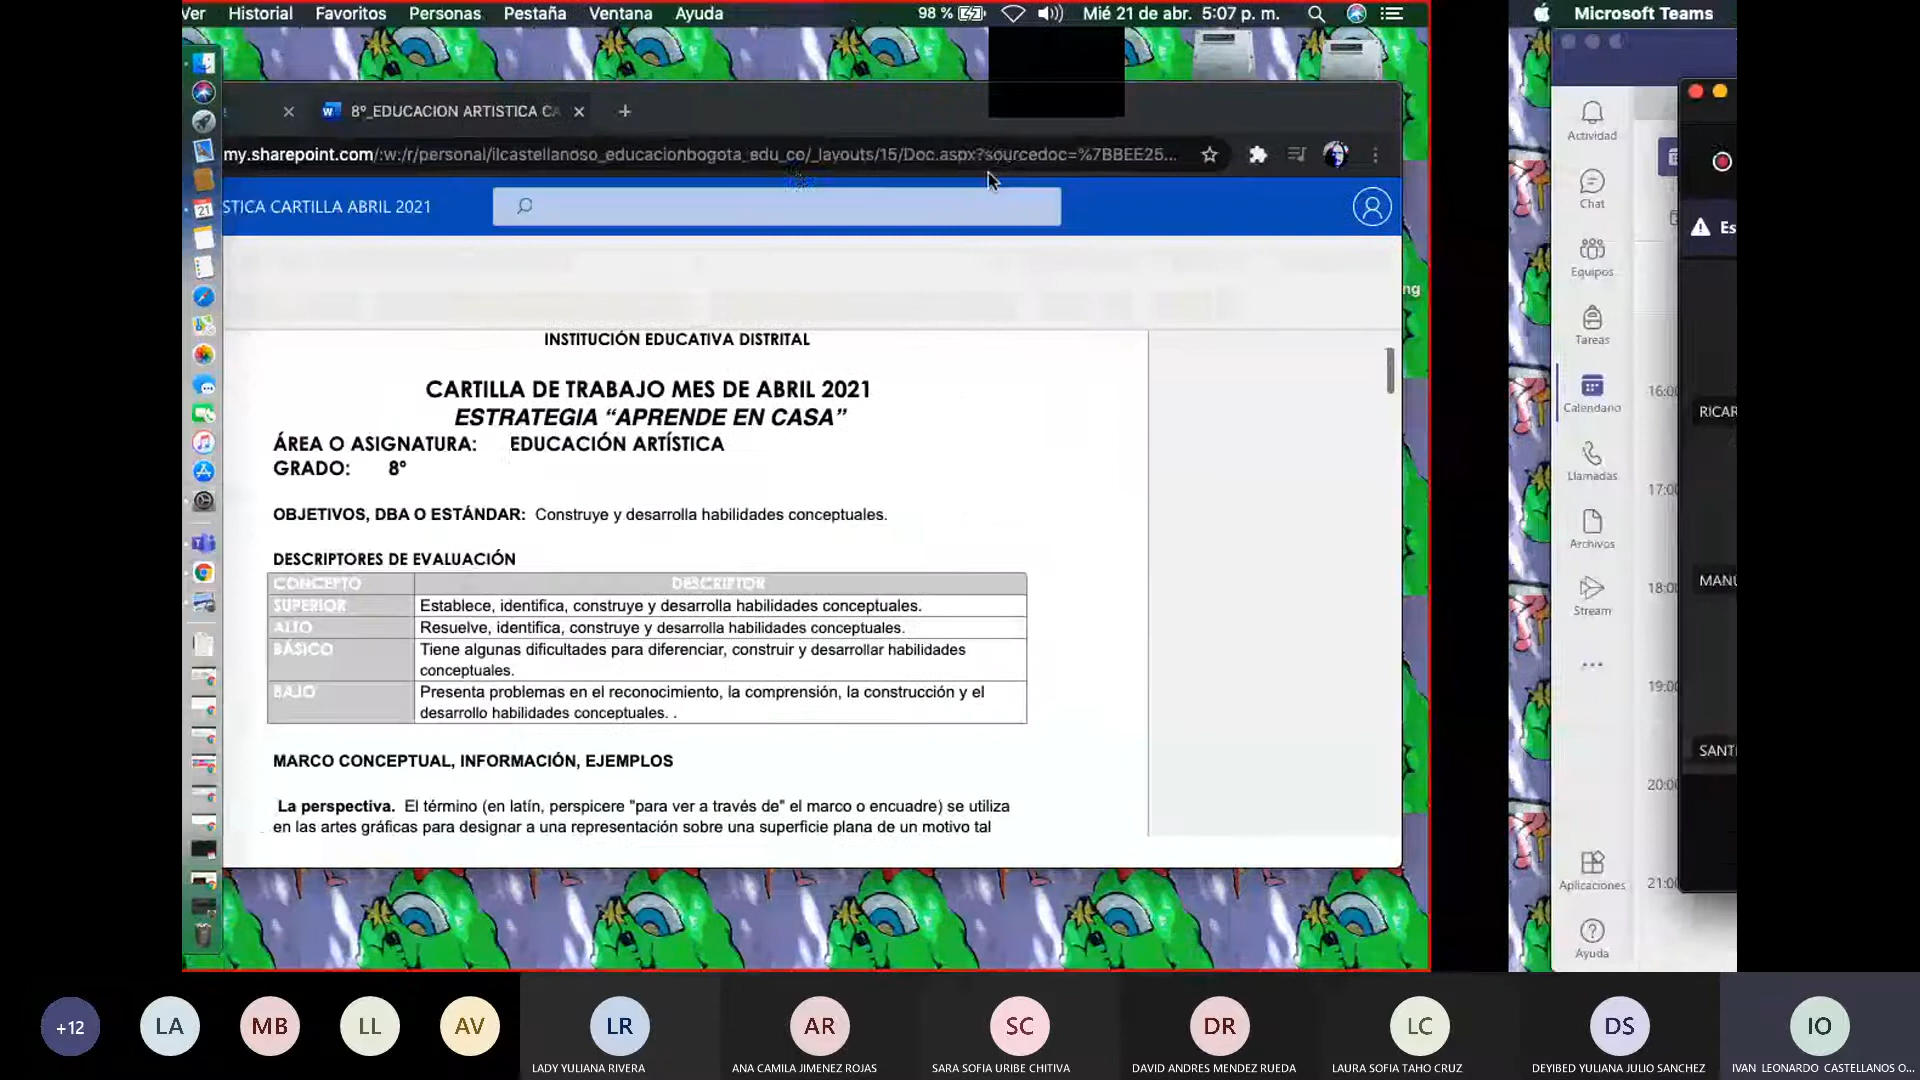 Ver Historial Favoritos Personas Pestaña Ventana Ayuda 98 % Mié 21 de abr. 5:07 p. m.
Microsoft Teams
8º_EDUCACION ARTISTICA CA
my.sharepoint.com/:w:/r/personal/ilcastellanoso_educacionbogota_edu_co/_layouts/15/Doc.aspx?sourcedoc=%7BBEE25...
STICA CARTILLA ABRIL 2021
INSTITUCIÓN EDUCATIVA DISTRITAL
CARTILLA DE TRABAJO MES DE ABRIL 2021
ESTRATEGIA “APRENDE EN CASA”
ÁREA O ASIGNATURA: EDUCACIÓN ARTÍSTICA
GRADO: 8º
OBJETIVOS, DBA O ESTÁNDAR: Construye y desarrolla habilidades conceptuales.
DESCRIPTORES DE EVALUACIÓN
CONCEPTO DESCRIPTOR
SUPERIOR Establece, identifica, construye y desarrolla habilidades conceptuales.
ALTO Resuelve, identifica, construye y desarrolla habilidades conceptuales.
BÁSICO Tiene algunas dificultades para diferenciar, construir y desarrollar habilidades
conceptuales.
BAJO Presenta problemas en el reconocimiento, la comprensión, la construcción y el
desarrollo habilidades conceptuales. .
MARCO CONCEPTUAL, INFORMACIÓN, EJEMPLOS
La perspectiva. El término (en latín, perspicere "para ver a través de" el marco o encuadre) se utiliza
en las artes gráficas para designar a una representación sobre una superficie plana de un motivo tal
ng
21
Actividad
Chat
Equipos
Tareas
Calendario
Llamadas
Archivos
Stream
Aplicaciones
Ayuda
16:00
17:00
18:00
19:00
20:00
21:00
Es
RICAR
MANU
SANTI
+12 LA MB LL AV LR AR SC DR LC DS IO
LADY YULIANA RIVERA
ANA CAMILA JIMENEZ ROJAS
SARA SOFIA URIBE CHITIVA
DAVID ANDRES MENDEZ RUEDA
LAURA SOFIA TAHO CRUZ
DEYIBED YULIANA JULIO SANCHEZ
IVAN LEONARDO CASTELLANOS O...